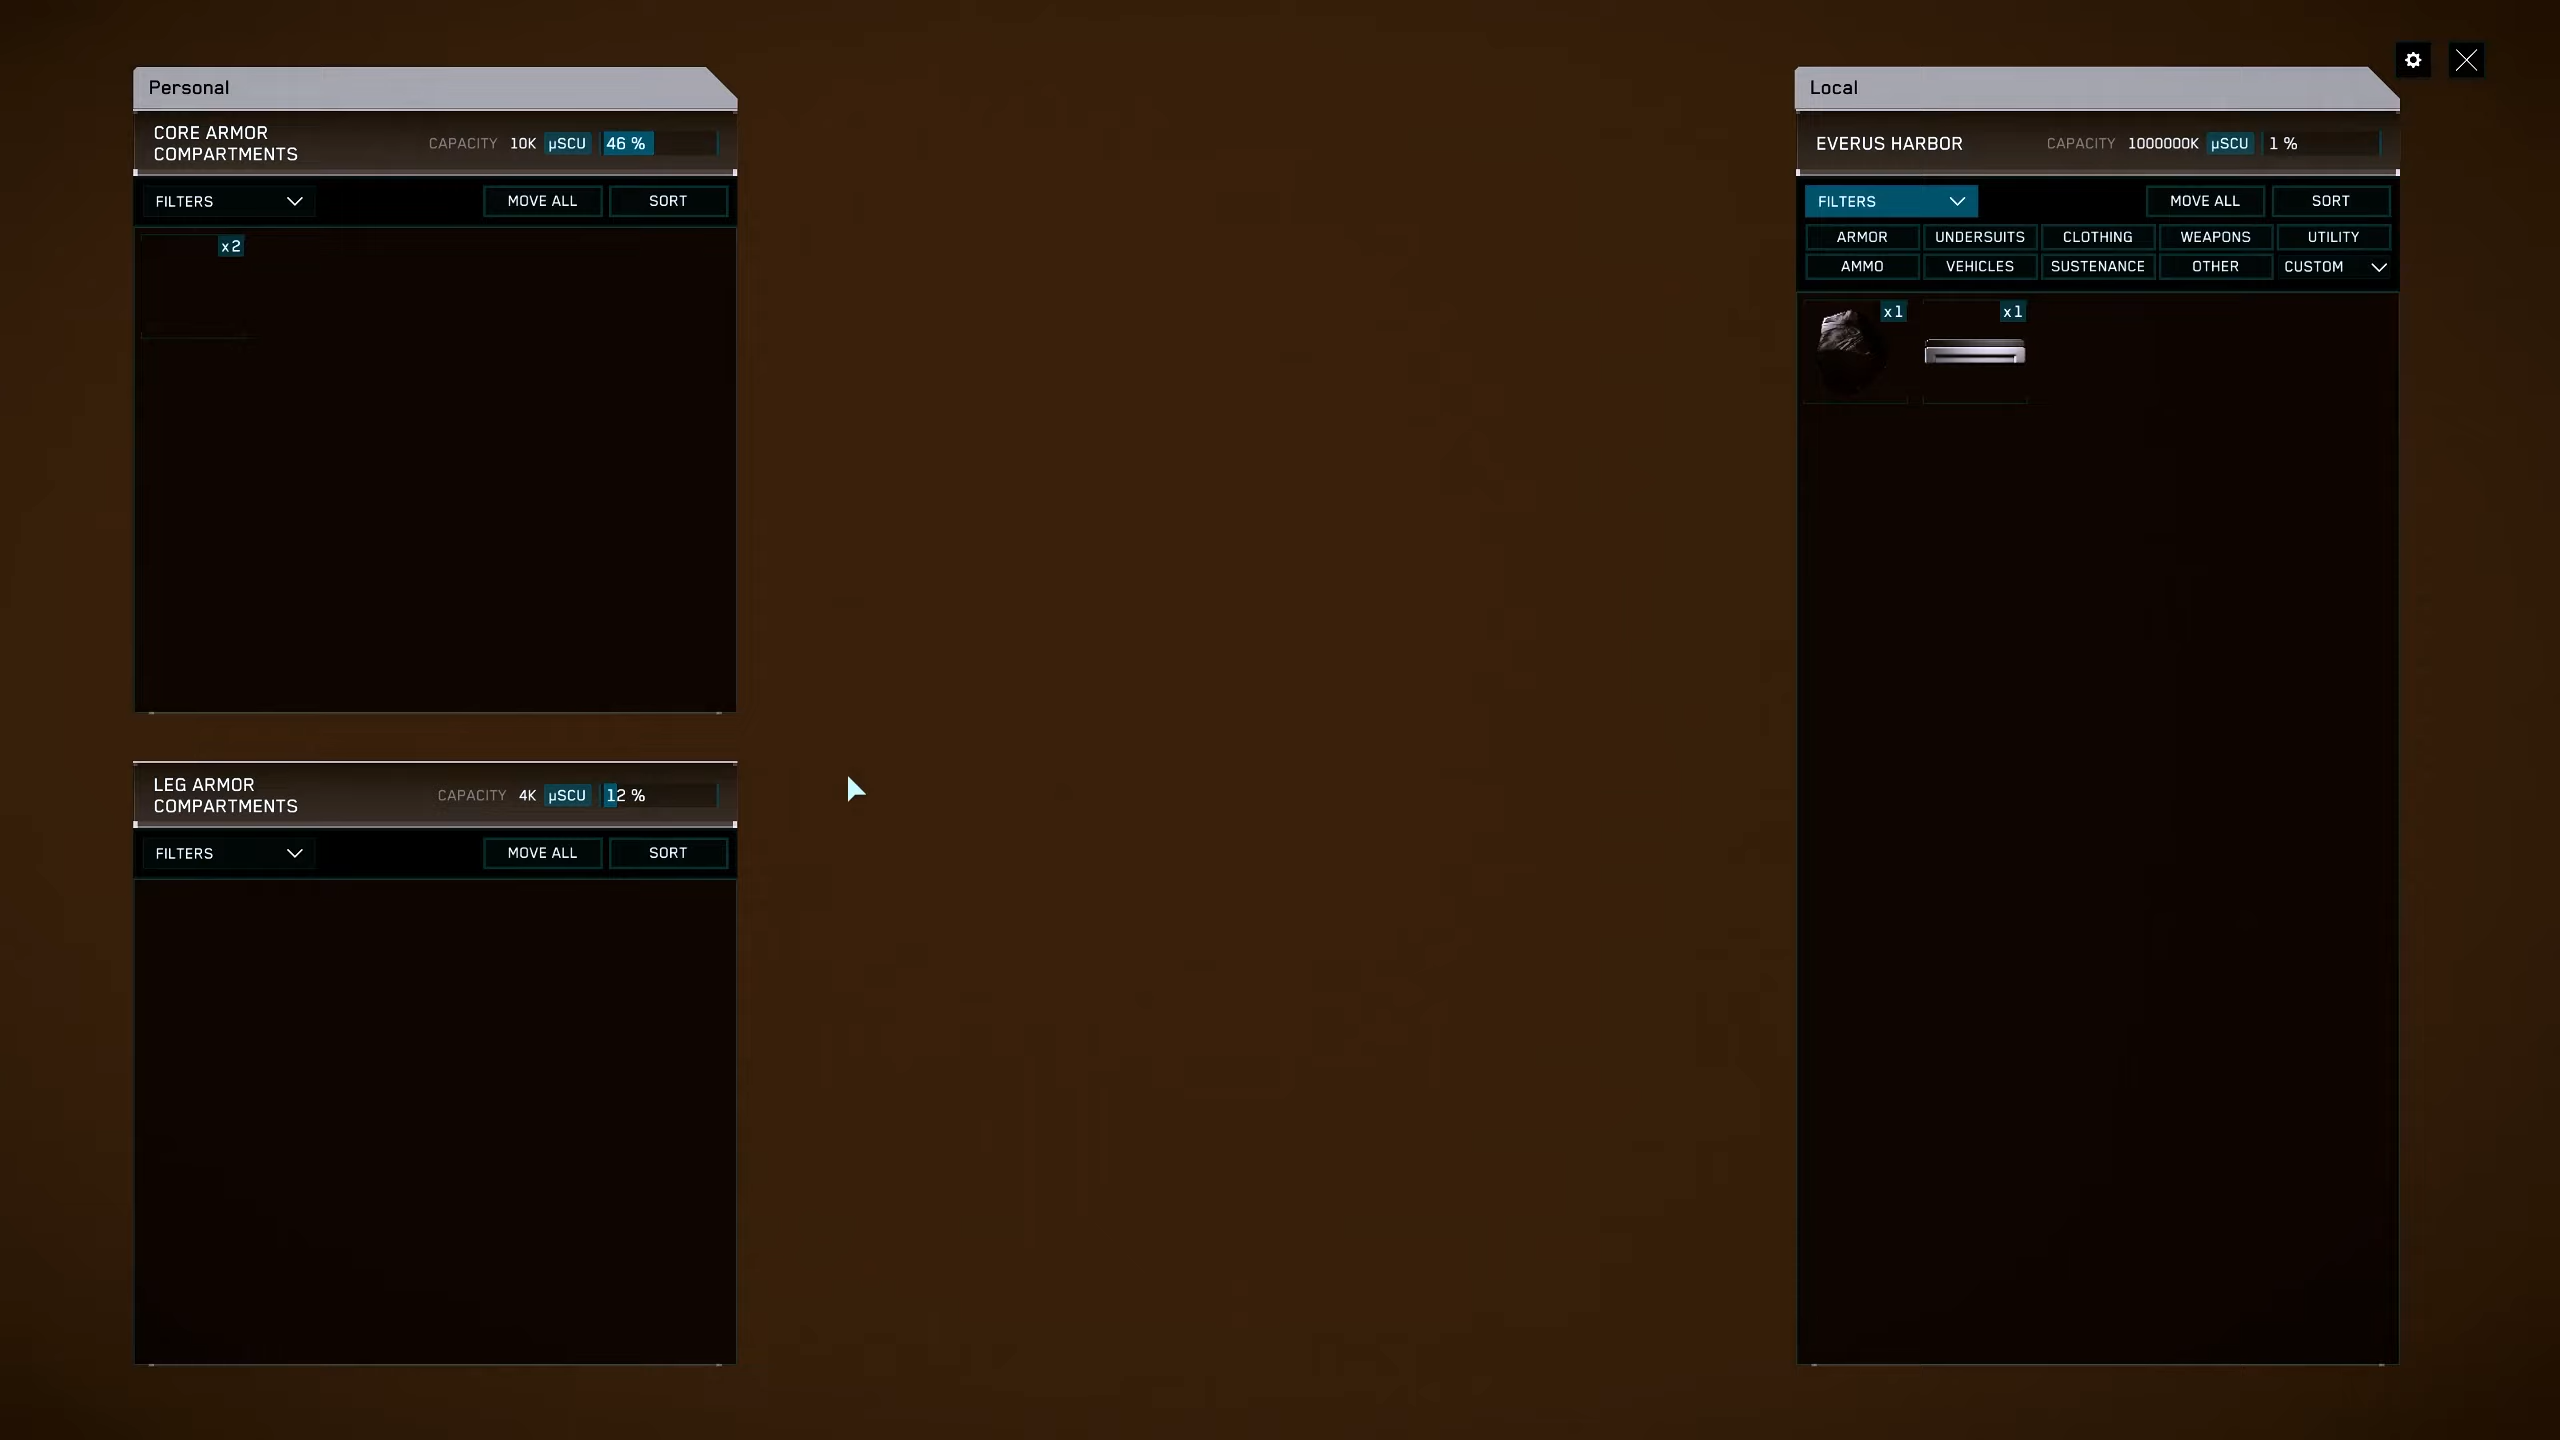 Personal
CORE ARMOR
COMPARTMENTS
CAPACITY 10K µSCU 46 %
FILTERS MOVE ALL SORT
x2
LEG ARMOR
COMPARTMENTS
CAPACITY 4K µSCU 12 %
FILTERS MOVE ALL SORT
Local
EVERUS HARBOR CAPACITY 1000000K µSCU 1 %
FILTERS MOVE ALL SORT
ARMOR UNDERSUITS CLOTHING WEAPONS UTILITY
AMMO VEHICLES SUSTENANCE OTHER CUSTOM
x1 x1